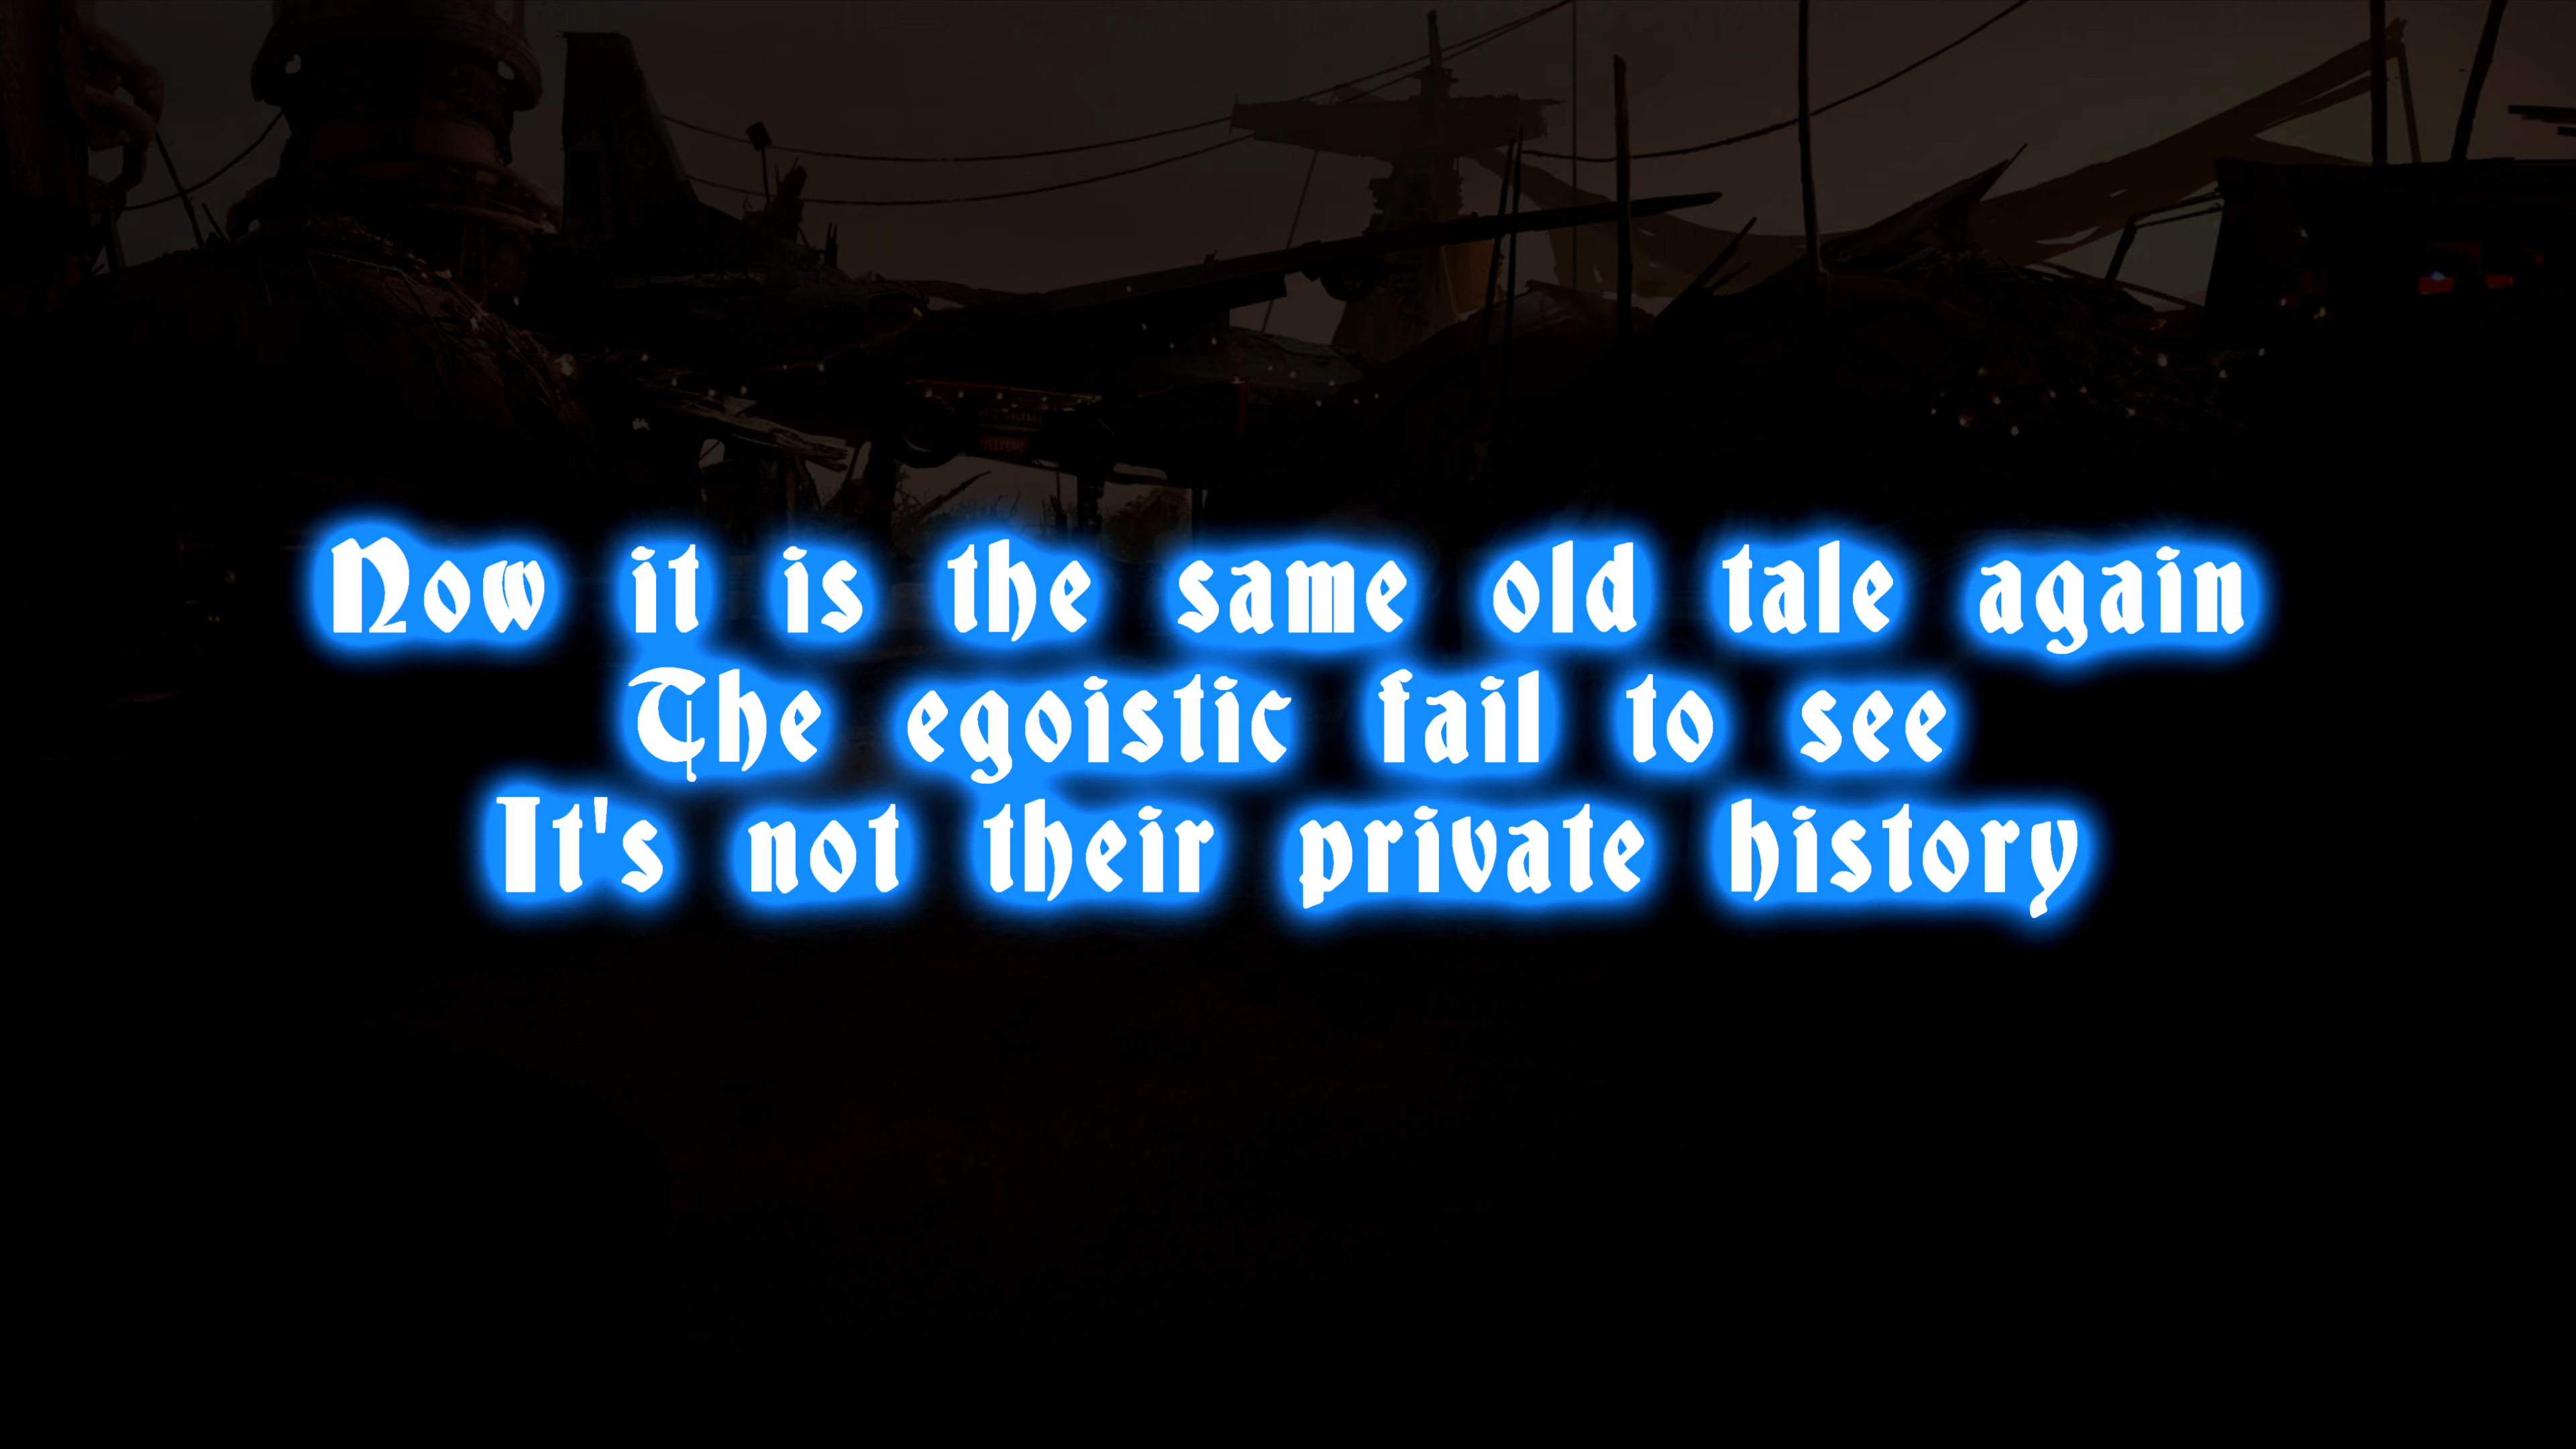 Now it is the same old tale again
The egoistic fail to see
It's not their private history